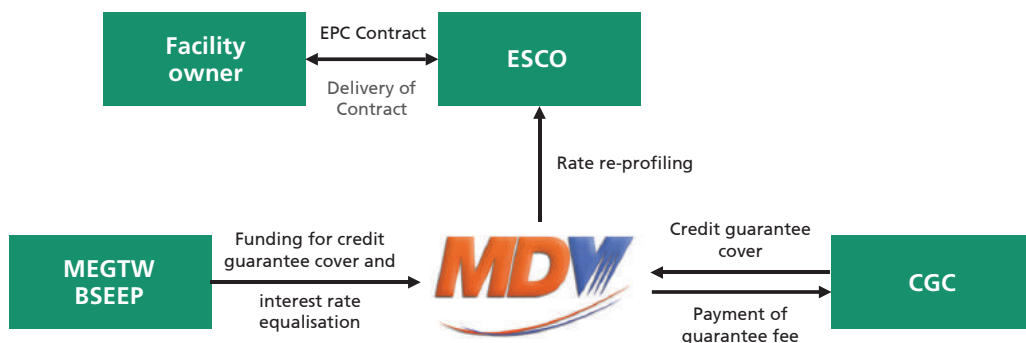 Facility
owner
EPC Contract
Delivery of
Contract
ESCO
Rate re-profiling
MEGTW
BSEEP
Funding for credit
guarantee cover and
interest rate
equalisation
MDV
Credit guarantee
cover
Payment of
guarantee fee
CGC